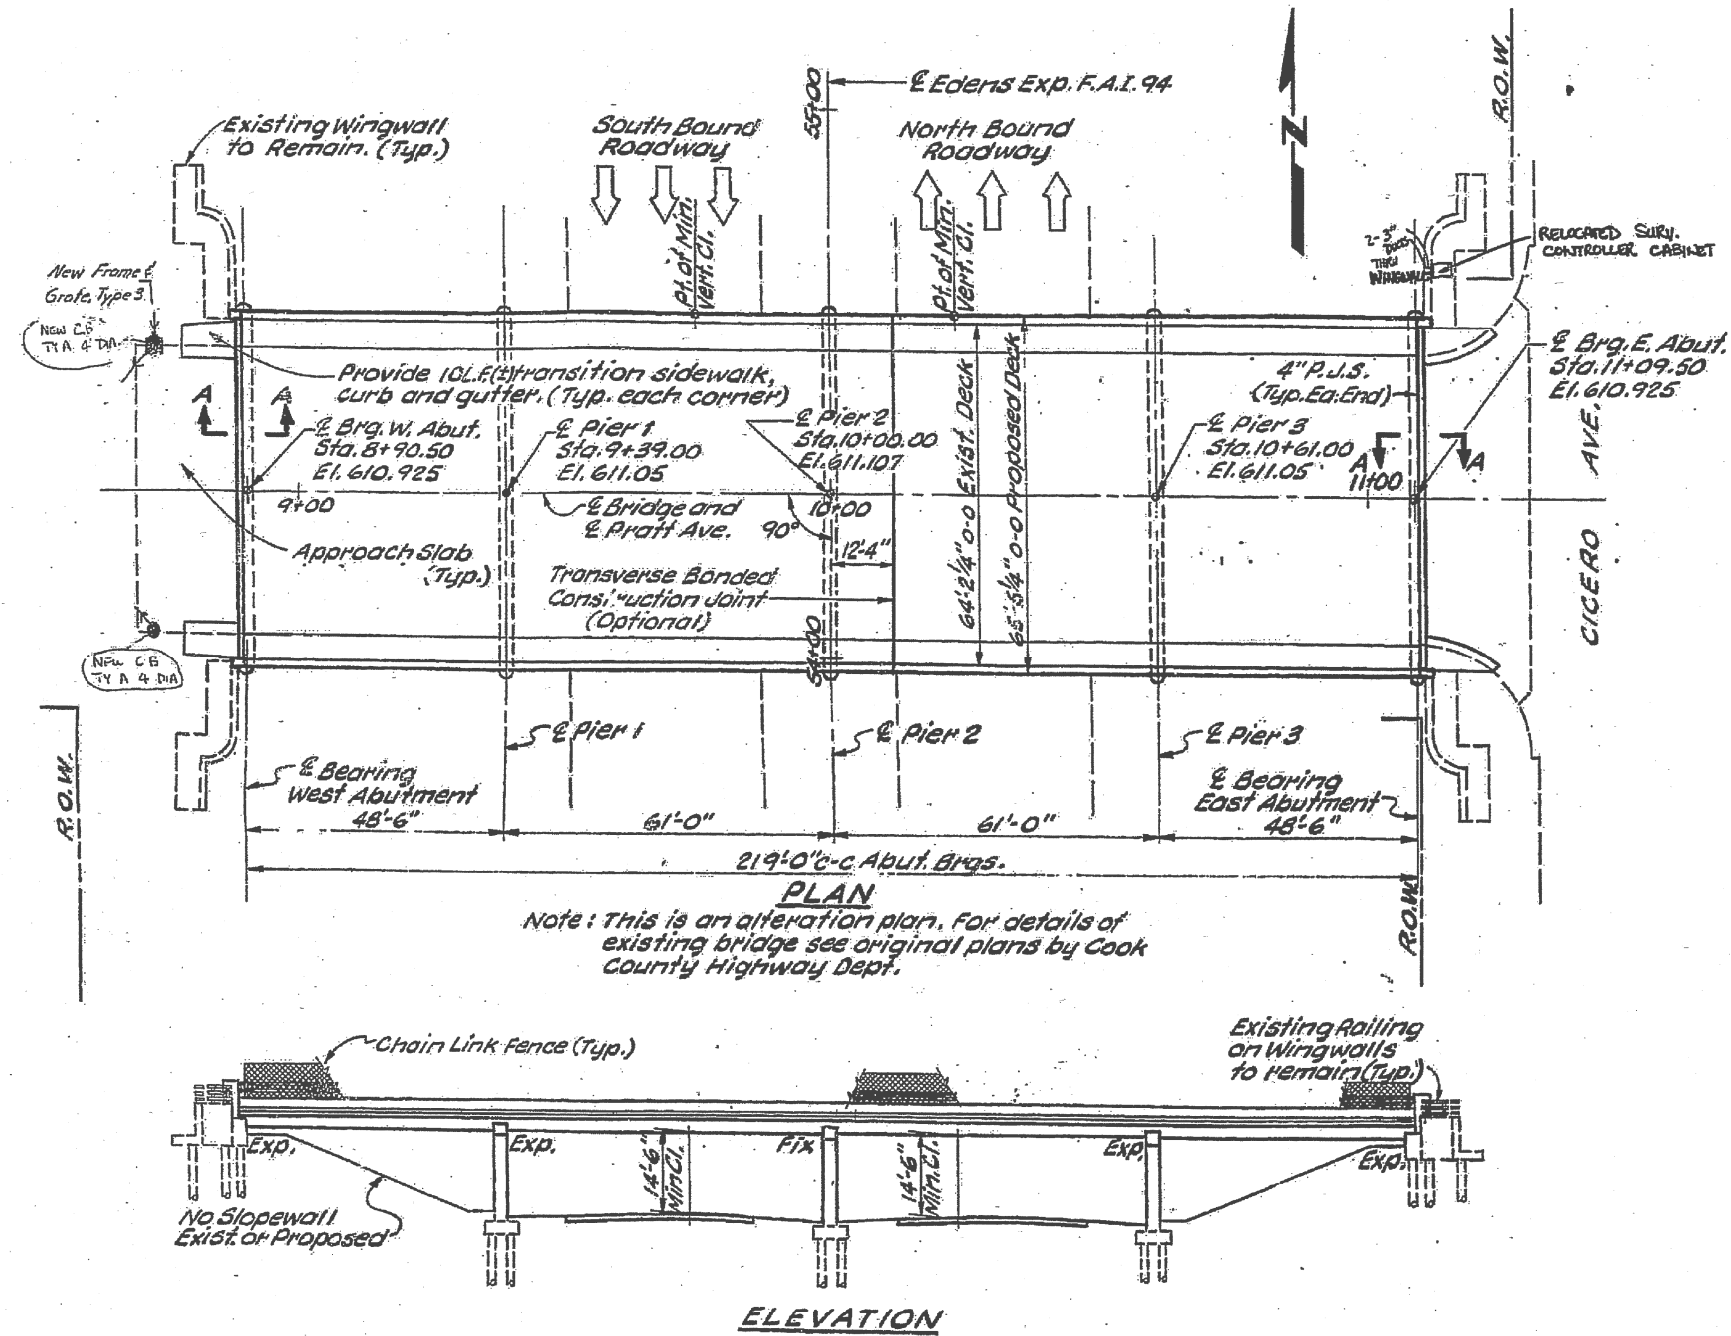 ℄ Edens Exp. F.A.I. 94
55+00
R.O.W.
Existing Wingwall
to Remain. (Typ.)
South Bound
Roadway
North Bound
Roadway
N
Pt. of Min.
Vert. Cl.
Pt. of Min.
Vert. Cl.
2-3"
THRU
WINGWALL
RELOCATED SURV.
CONTROLLER CABINET
New Frame &
Grate, Type 3
NEW C.B.
TY A 4' DIA.
Provide 10L.F.(±) transition sidewalk,
curb and gutter. (Typ. each corner)
4" P.J.S.
(Typ. Ea. End)
℄ Brg. E. Abut.
Sta. 11+09.50
El. 610.925
A
A
℄ Brg. W. Abut.
Sta. 8+90.50
El. 610.925
℄ Pier 1
Sta. 9+39.00
El. 611.05
℄ Pier 2
Sta. 10+00.00
El. 611.107
℄ Pier 3
Sta. 10+61.00
El. 611.05
A
A
11+00
9+00
℄ Bridge and
℄ Pratt Ave.
90°
10+00
12'-4"
64'-2 1/4" o-o Exist. Deck
65'-5 1/4" o-o Proposed Deck
CICERO AVE.
Approach Slab
(Typ.)
Transverse Bonded
Construction Joint
(Optional)
54+00
NEW C B
TY A 4 DIA
℄ Pier 1
℄ Pier 2
℄ Pier 3
R.O.W.
℄ Bearing
West Abutment
℄ Bearing
East Abutment
48'-6"
61'-0"
61'-0"
48'-6"
219'-0" c-c Abut. Brgs.
R.O.W.
PLAN
Note: This is an alteration plan. For details of
existing bridge see original plans by Cook
County Highway Dept.
Chain Link Fence (Typ.)
Existing Railing
on Wingwalls
to remain (Typ.)
Exp.
Exp.
Fix
Exp.
Exp.
14'-6"
Min. Cl.
14'-6"
Min. Cl.
No Slopewall
Exist. or Proposed
ELEVATION